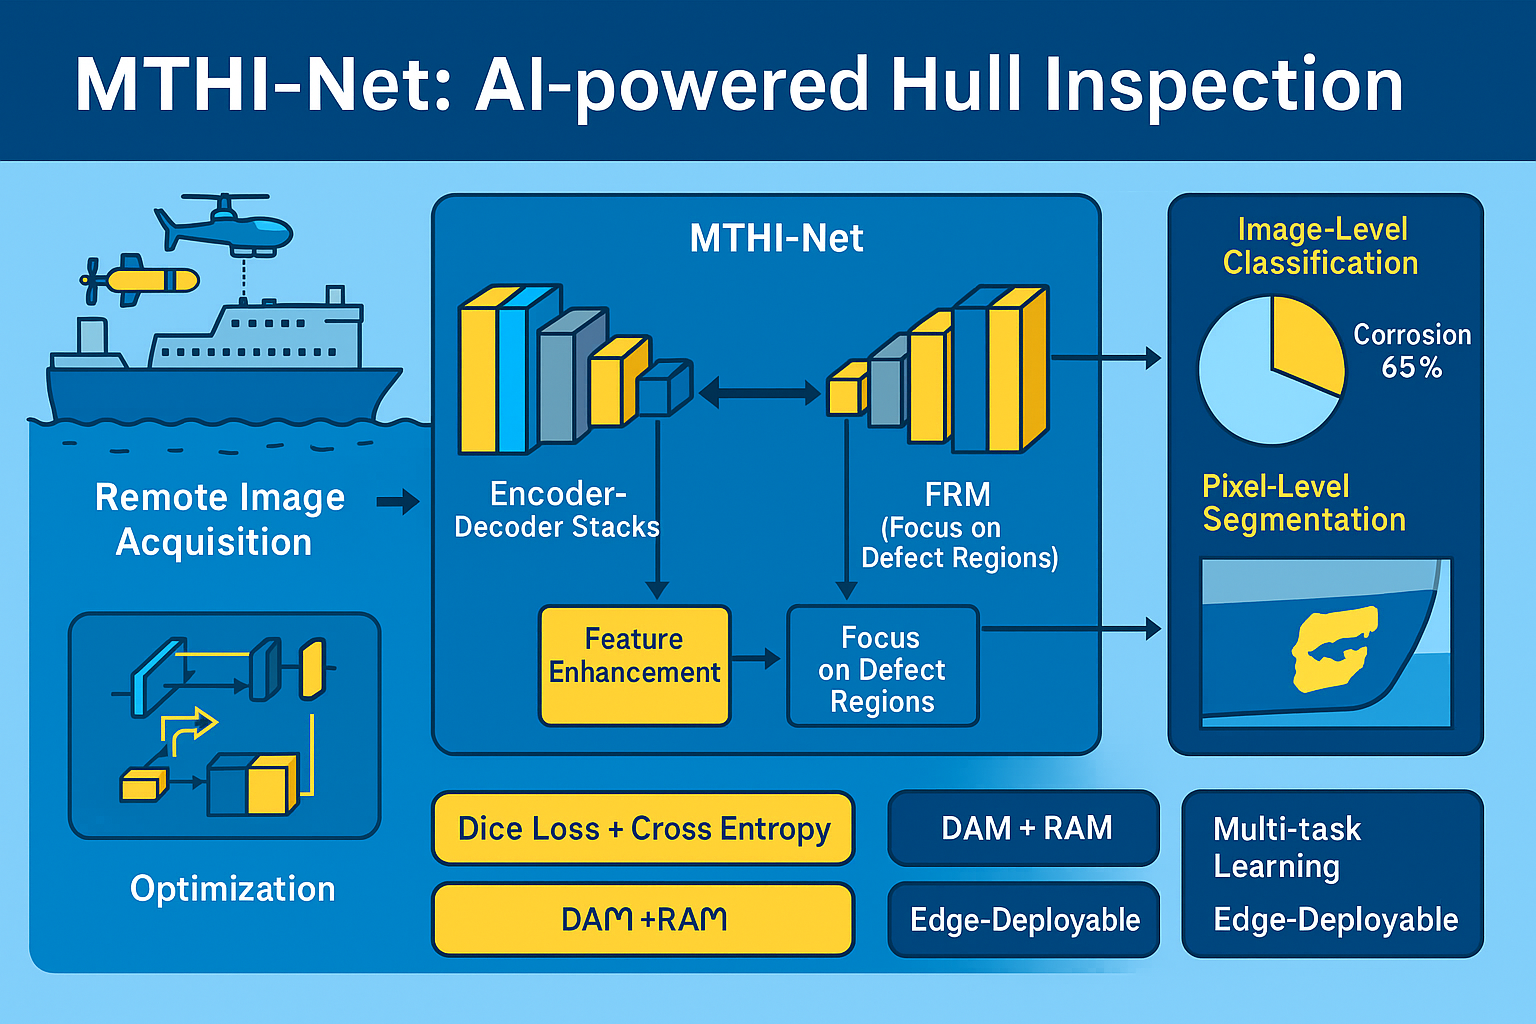 MTHI-Net: AI-powered Hull Inspection
Remote Image
Acquisition
Optimization
MTHI-Net
Encoder-
Decoder Stacks
FRM
(Focus on
Defect Regions)
Feature
Enhancement
Focus
on Defect
Regions
Image-Level
Classification
Corrosion
65%
Pixel-Level
Segmentation
Dice Loss + Cross Entropy
DAM +RAM
DAM + RAM
Edge-Deployable
Multi-task
Learning
Edge-Deployable